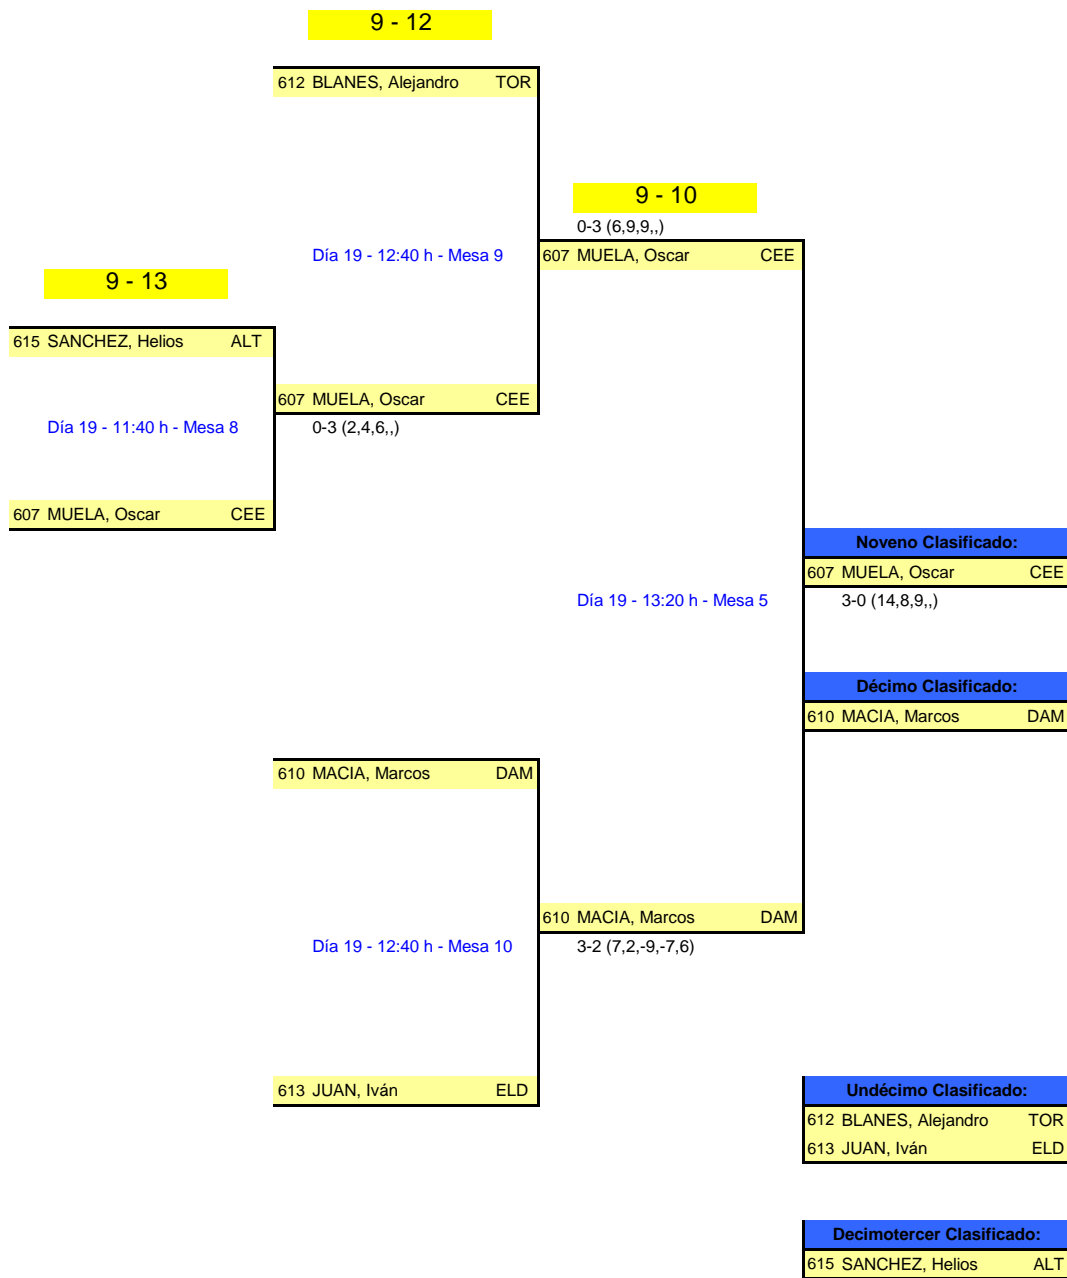 9 - 12
612 BLANES, Alejandro TOR
9 - 10
0-3 (6,9,9,,)
Día 19 - 12:40 h - Mesa 9
607 MUELA, Oscar CEE
9 - 13
615 SANCHEZ, Helios ALT
607 MUELA, Oscar CEE
Día 19 - 11:40 h - Mesa 8
0-3 (2,4,6,,)
607 MUELA, Oscar CEE
Noveno Clasificado:
607 MUELA, Oscar CEE
Día 19 - 13:20 h - Mesa 5
3-0 (14,8,9,,)
Décimo Clasificado:
610 MACIA, Marcos DAM
610 MACIA, Marcos DAM
610 MACIA, Marcos DAM
Día 19 - 12:40 h - Mesa 10
3-2 (7,2,-9,-7,6)
613 JUAN, Iván ELD
Undécimo Clasificado:
612 BLANES, Alejandro TOR
613 JUAN, Iván ELD
Decimotercer Clasificado:
615 SANCHEZ, Helios ALT